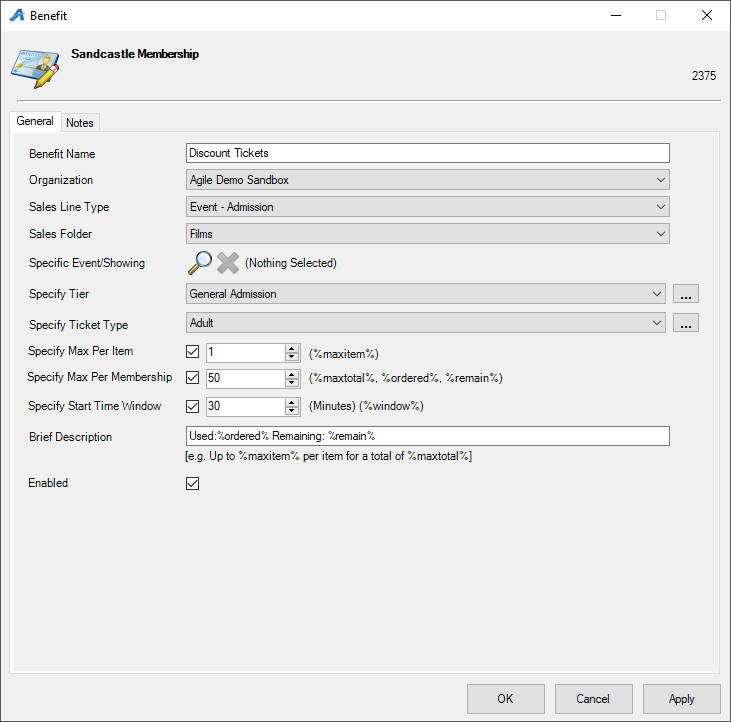 Benefit
Sandcastle Membership
2375
General Notes
Benefit Name Discount Tickets
Organization Agile Demo Sandbox
Sales Line Type Event - Admission
Sales Folder Films
Specific Event/Showing (Nothing Selected)
Specify Tier General Admission ...
Specify Ticket Type Adult ...
Specify Max Per Item 1 (%maxitem%)
Specify Max Per Membership 50 (%maxtotal%, %ordered%, %remain%)
Specify Start Time Window 30 (Minutes) (%window%)
Brief Description Used:%ordered% Remaining: %remain%
[e.g. Up to %maxitem% per item for a total of %maxtotal%]
Enabled
OK Cancel Apply